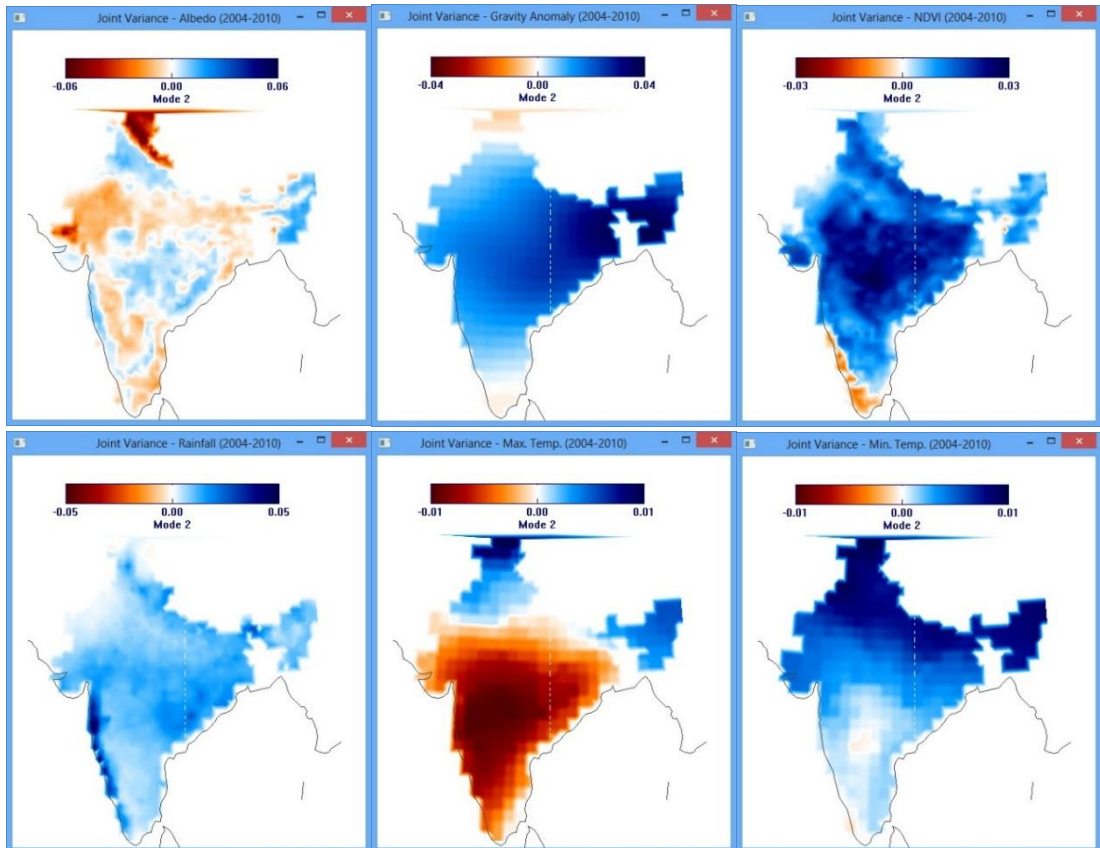 Joint Variance - Albedo (2004-2010)
-0.06 0.00 0.06
Mode 2
Joint Variance - Gravity Anomaly (2004-2010)
-0.04 0.00 0.04
Mode 2
Joint Variance - NDVI (2004-2010)
-0.03 0.00 0.03
Mode 2
Joint Variance - Rainfall (2004-2010)
-0.05 0.00 0.05
Mode 2
Joint Variance - Max. Temp. (2004-2010)
-0.01 0.00 0.01
Mode 2
Joint Variance - Min. Temp. (2004-2010)
-0.01 0.00 0.01
Mode 2